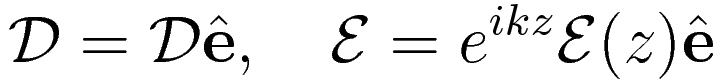 𝓓 = 𝓓ê, 𝓔 = e^{ikz}𝓔(z)ê